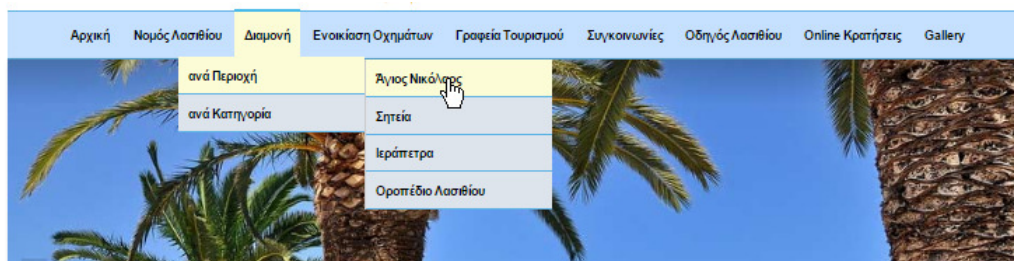 Αρχική Νομός Λασιθίου Διαμονή Ενοικίαση Οχημάτων Γραφεία Τουρισμού Συγκοινωνίες Οδηγός Λασιθίου Online Κρατήσεις Gallery
ανά Περιοχή Άγιος Νικόλαος
ανά Κατηγορία Σητεία
Ιεράπετρα
Οροπέδιο Λασιθίου